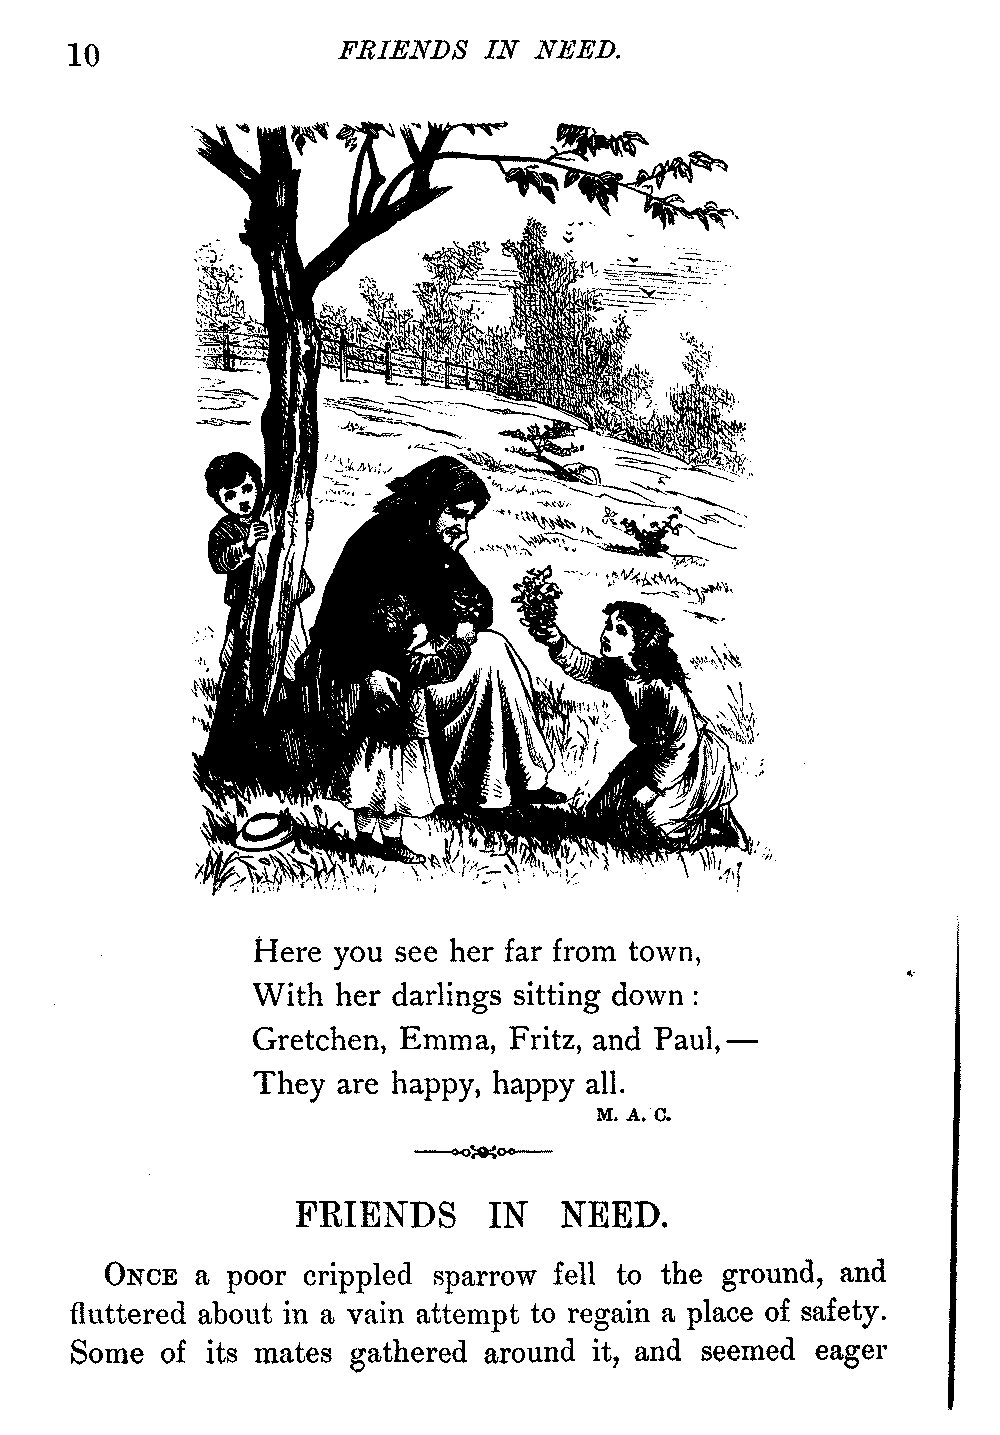 10
FRIENDS IN NEED.
Here you see her far from town,
With her darlings sitting down :
Gretchen, Emma, Fritz, and Paul,—
They are happy, happy all.
M. A. C.
FRIENDS IN NEED.
ONCE a poor crippled sparrow fell to the ground, and
fluttered about in a vain attempt to regain a place of safety.
Some of its mates gathered around it, and seemed eager